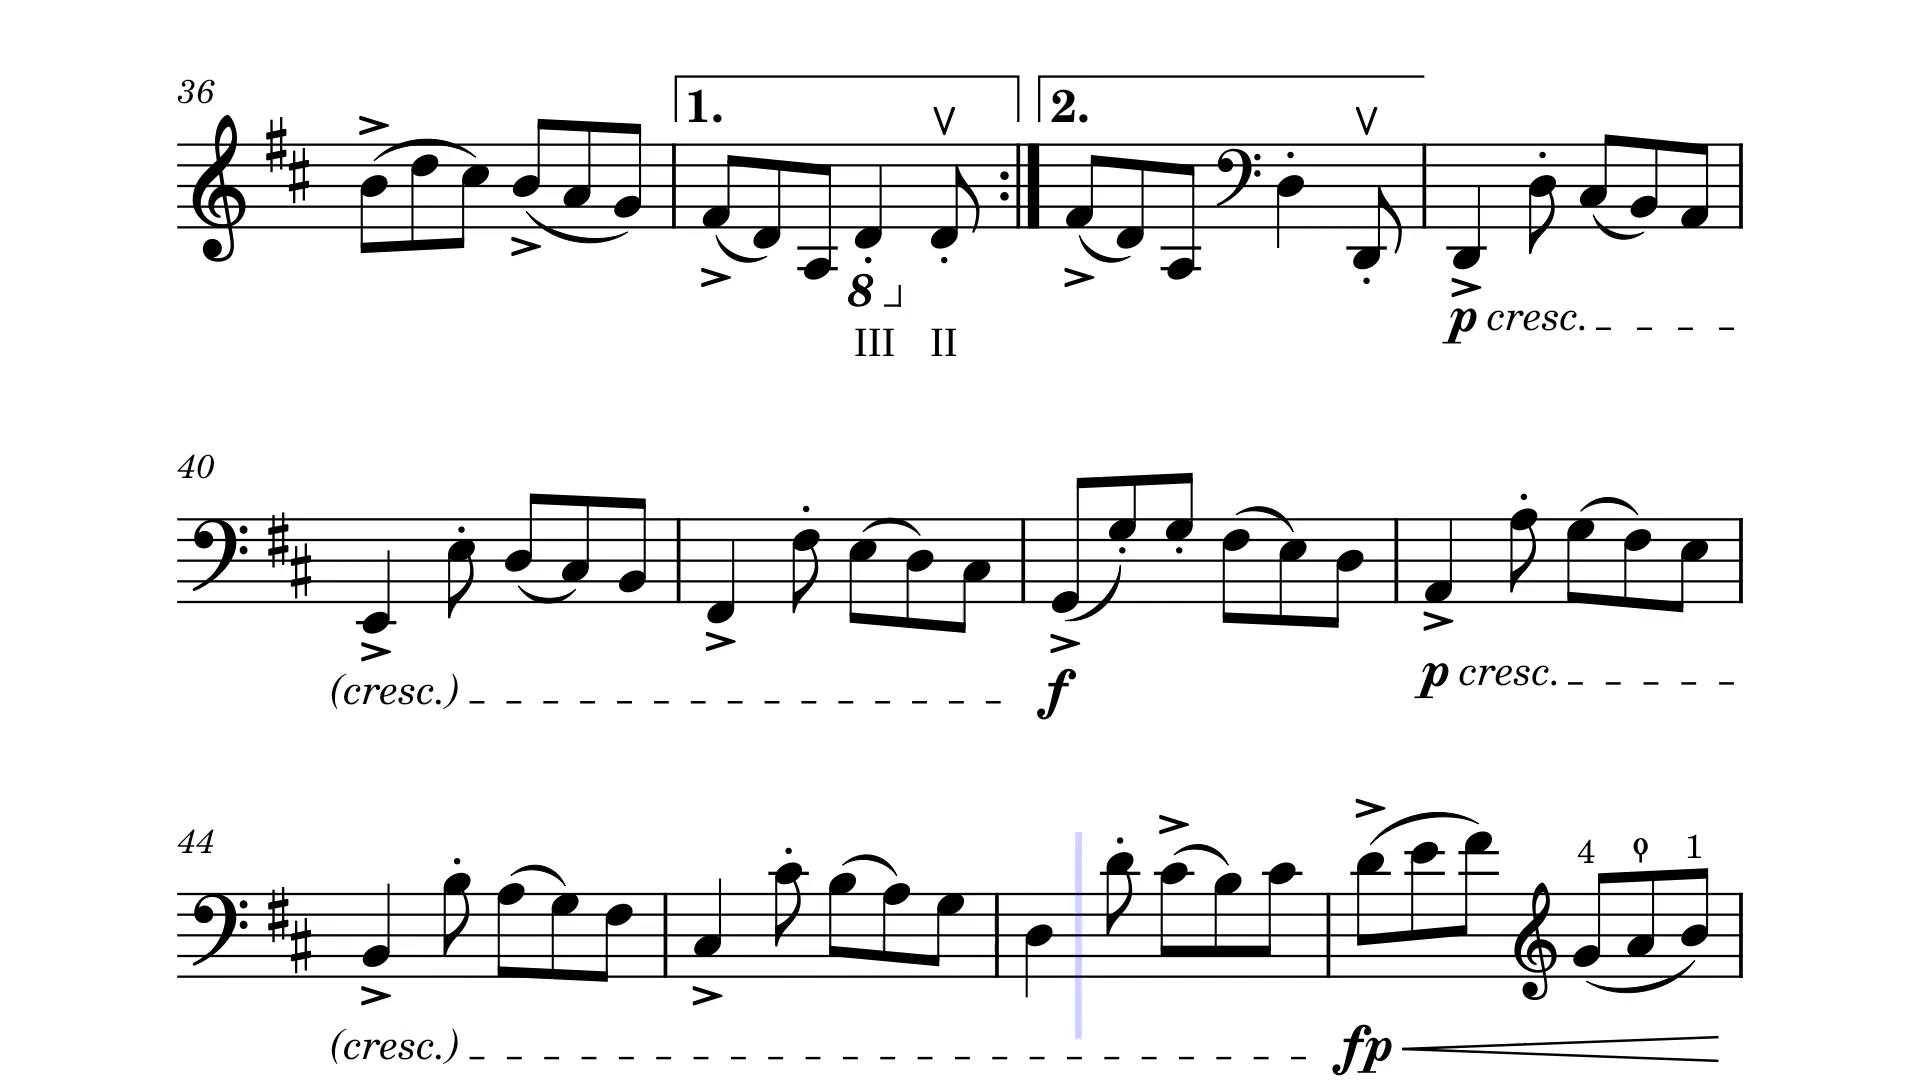 36
1. 2.
8
III II
p cresc.
40
(cresc.) f p cresc.
44
4 1
(cresc.) fp